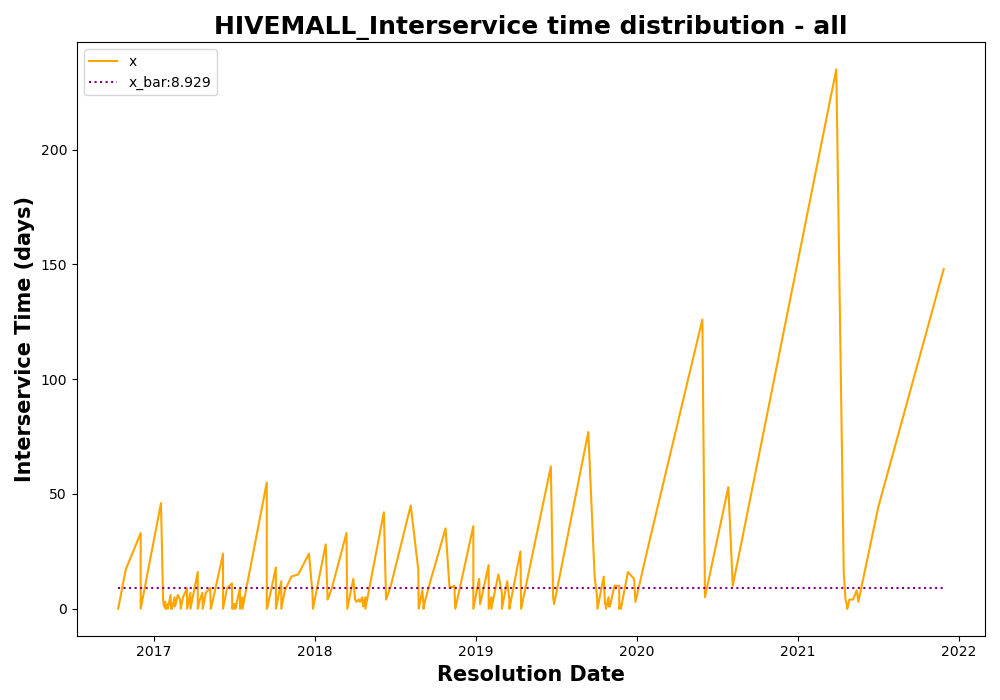 HIVEMALL_Interservice time distribution - all
x
x_bar:8.929
Interservice Time (days)
200
150
100
50
0
2017
2018
2019
2020
2021
2022
Resolution Date